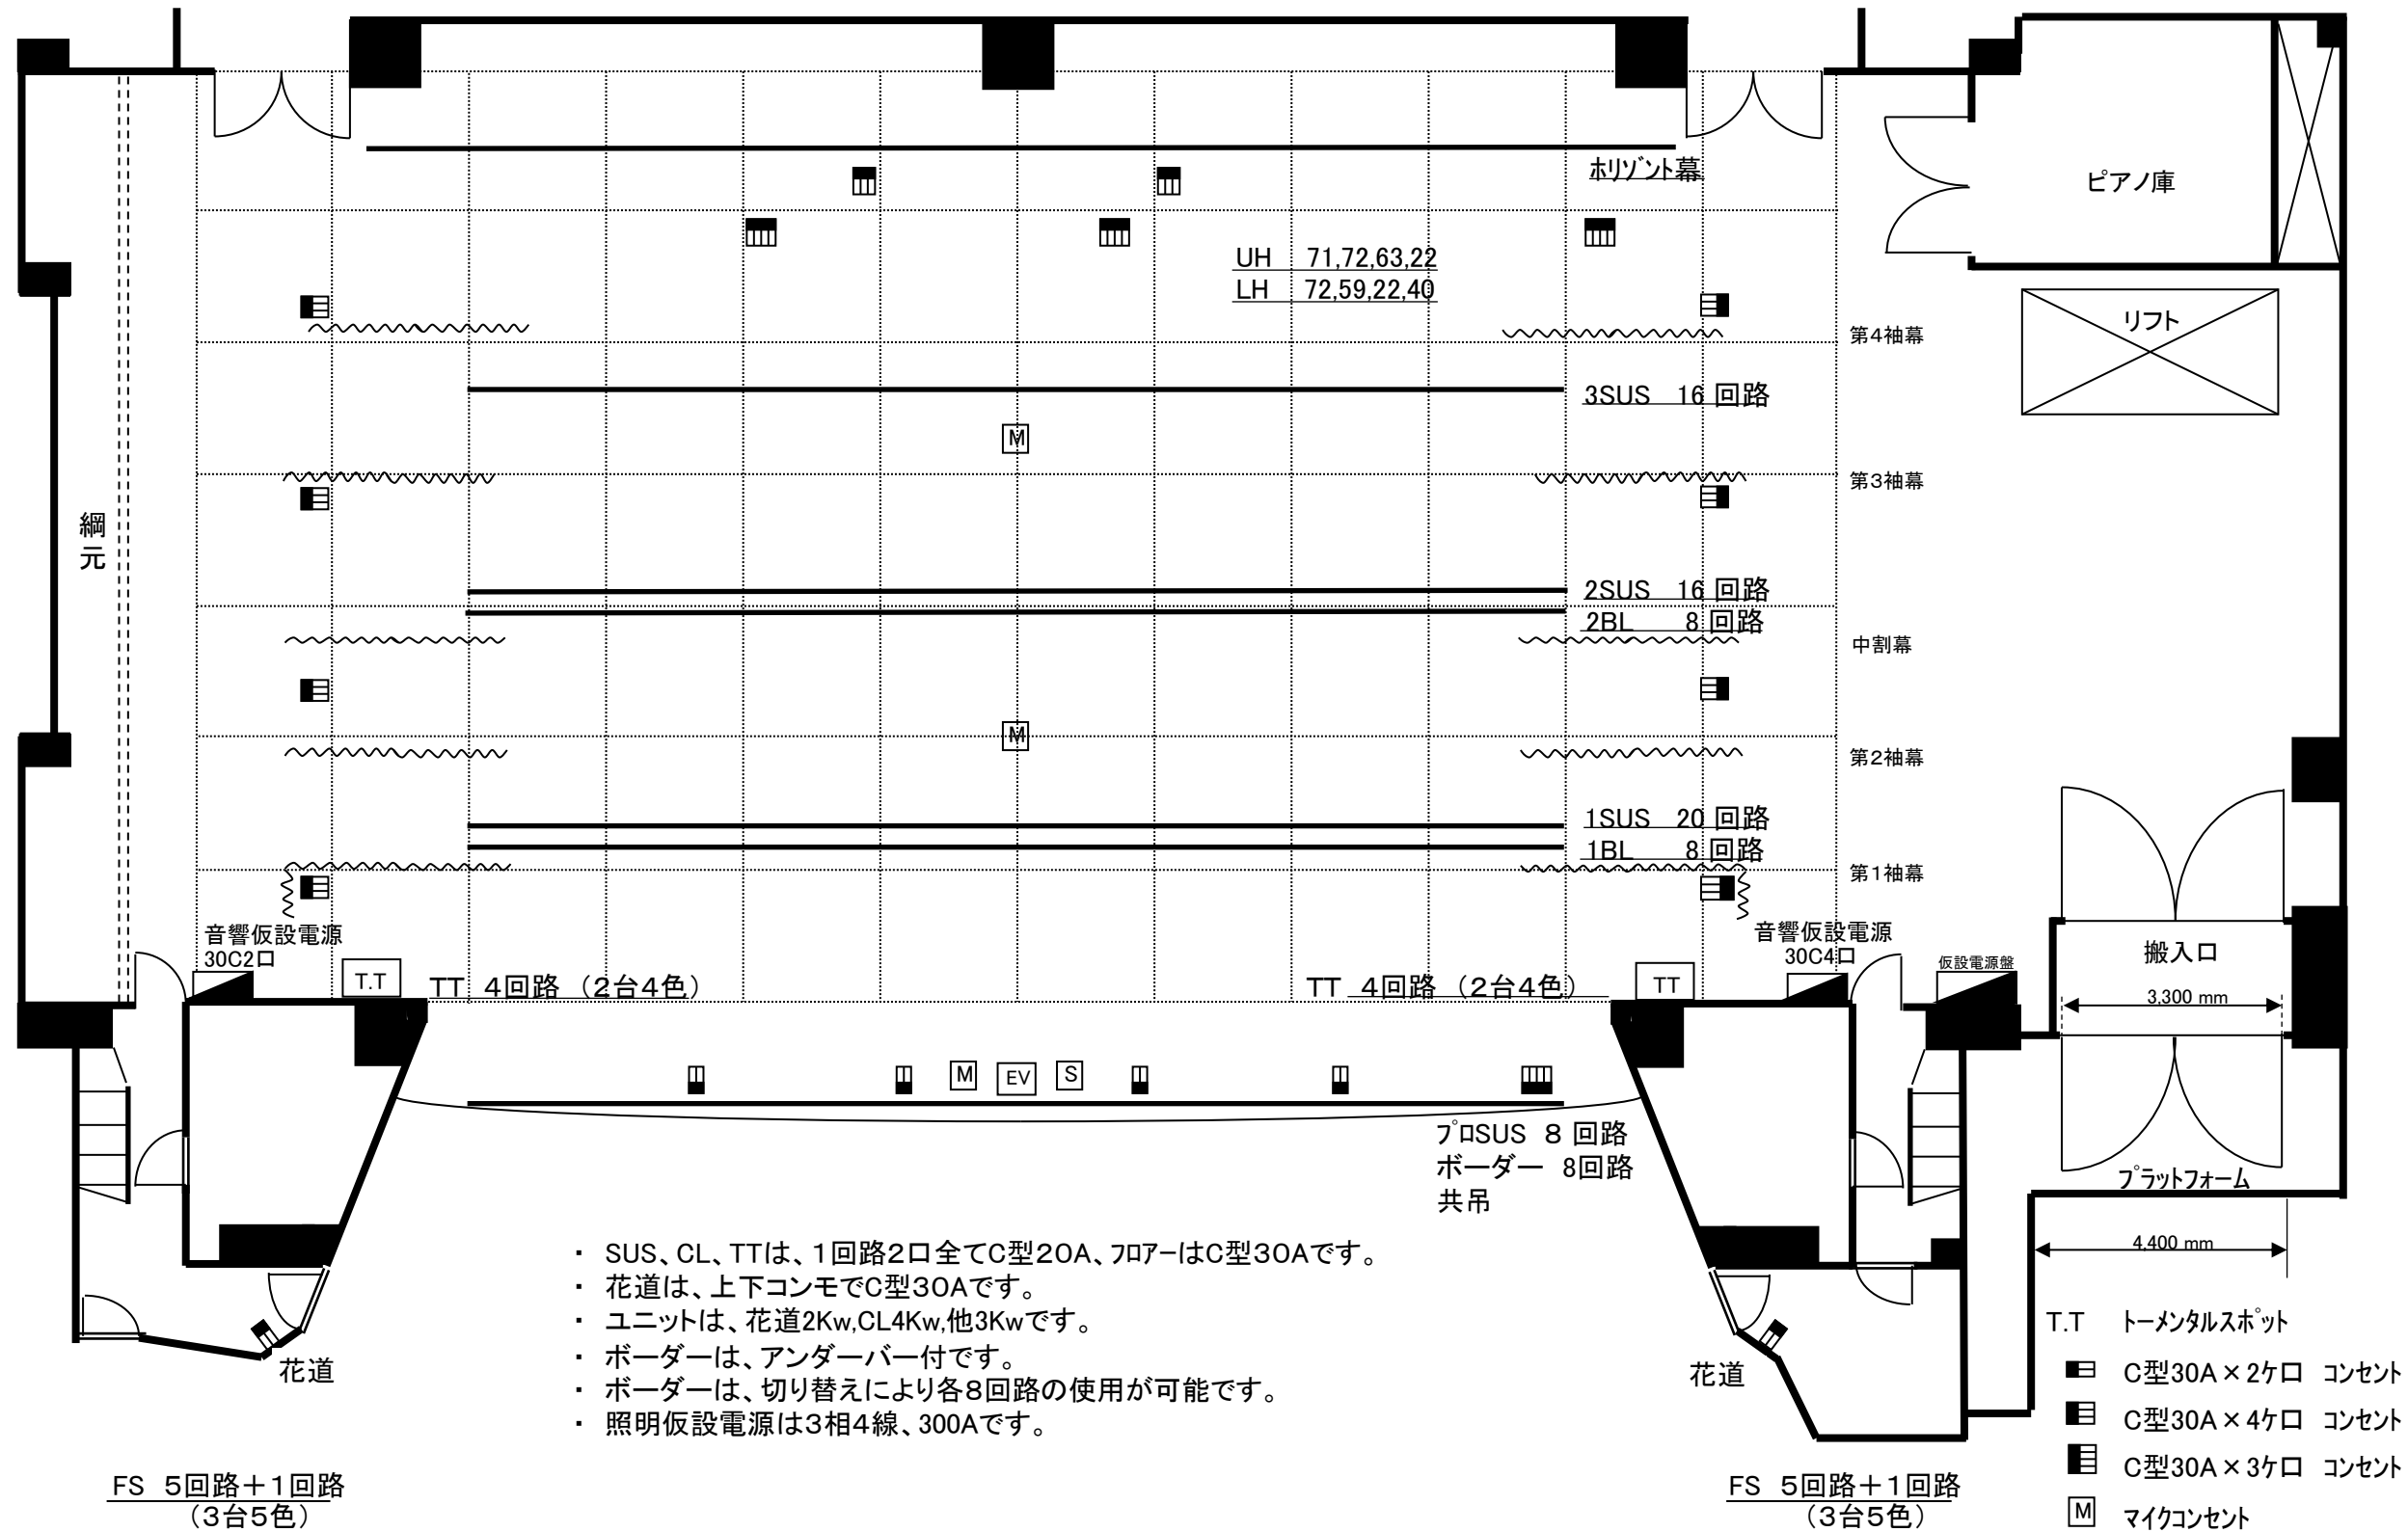 ﾎﾘｿﾞﾝﾄ幕
ピアノ庫
UH 71,72,63,22
LH 72,59,22,40
リフト
第4袖幕
3SUS 16 回路
M
第3袖幕
綱元
2SUS 16 回路
2BL 8 回路
中割幕
M
第2袖幕
1SUS 20 回路
1BL 8 回路
第1袖幕
音響仮設電源
30C2口
T.T
TT 4回路（2台4色）
TT 4回路（2台4色）
TT
音響仮設電源
30C4口
仮設電源盤
搬入口
3,300 mm
M
EV
S
ﾌﾟﾛSUS 8 回路
ボーダー 8回路
共吊
プラットフォーム
4,400 mm
・ SUS、CL、TTは、１回路２口全てC型２０A、ﾌﾛｱｰはC型３０Aです。
・ 花道は、上下コンモでC型３０Aです。
・ ユニットは、花道2Kw,CL4Kw,他3Kwです。
・ ボーダーは、アンダーバー付です。
・ ボーダーは、切り替えにより各８回路の使用が可能です。
・ 照明仮設電源は３相４線、300Aです。
花道
花道
FS 5回路＋１回路
（３台５色）
FS 5回路＋１回路
（３台５色）
T.T ﾄｰﾒﾝﾀﾙｽﾎﾟｯﾄ
C型30A×2ｹ口 ｺﾝｾﾝﾄ
C型30A×4ｹ口 ｺﾝｾﾝﾄ
C型30A×3ｹ口 ｺﾝｾﾝﾄ
M ﾏｲｸｺﾝｾﾝﾄ